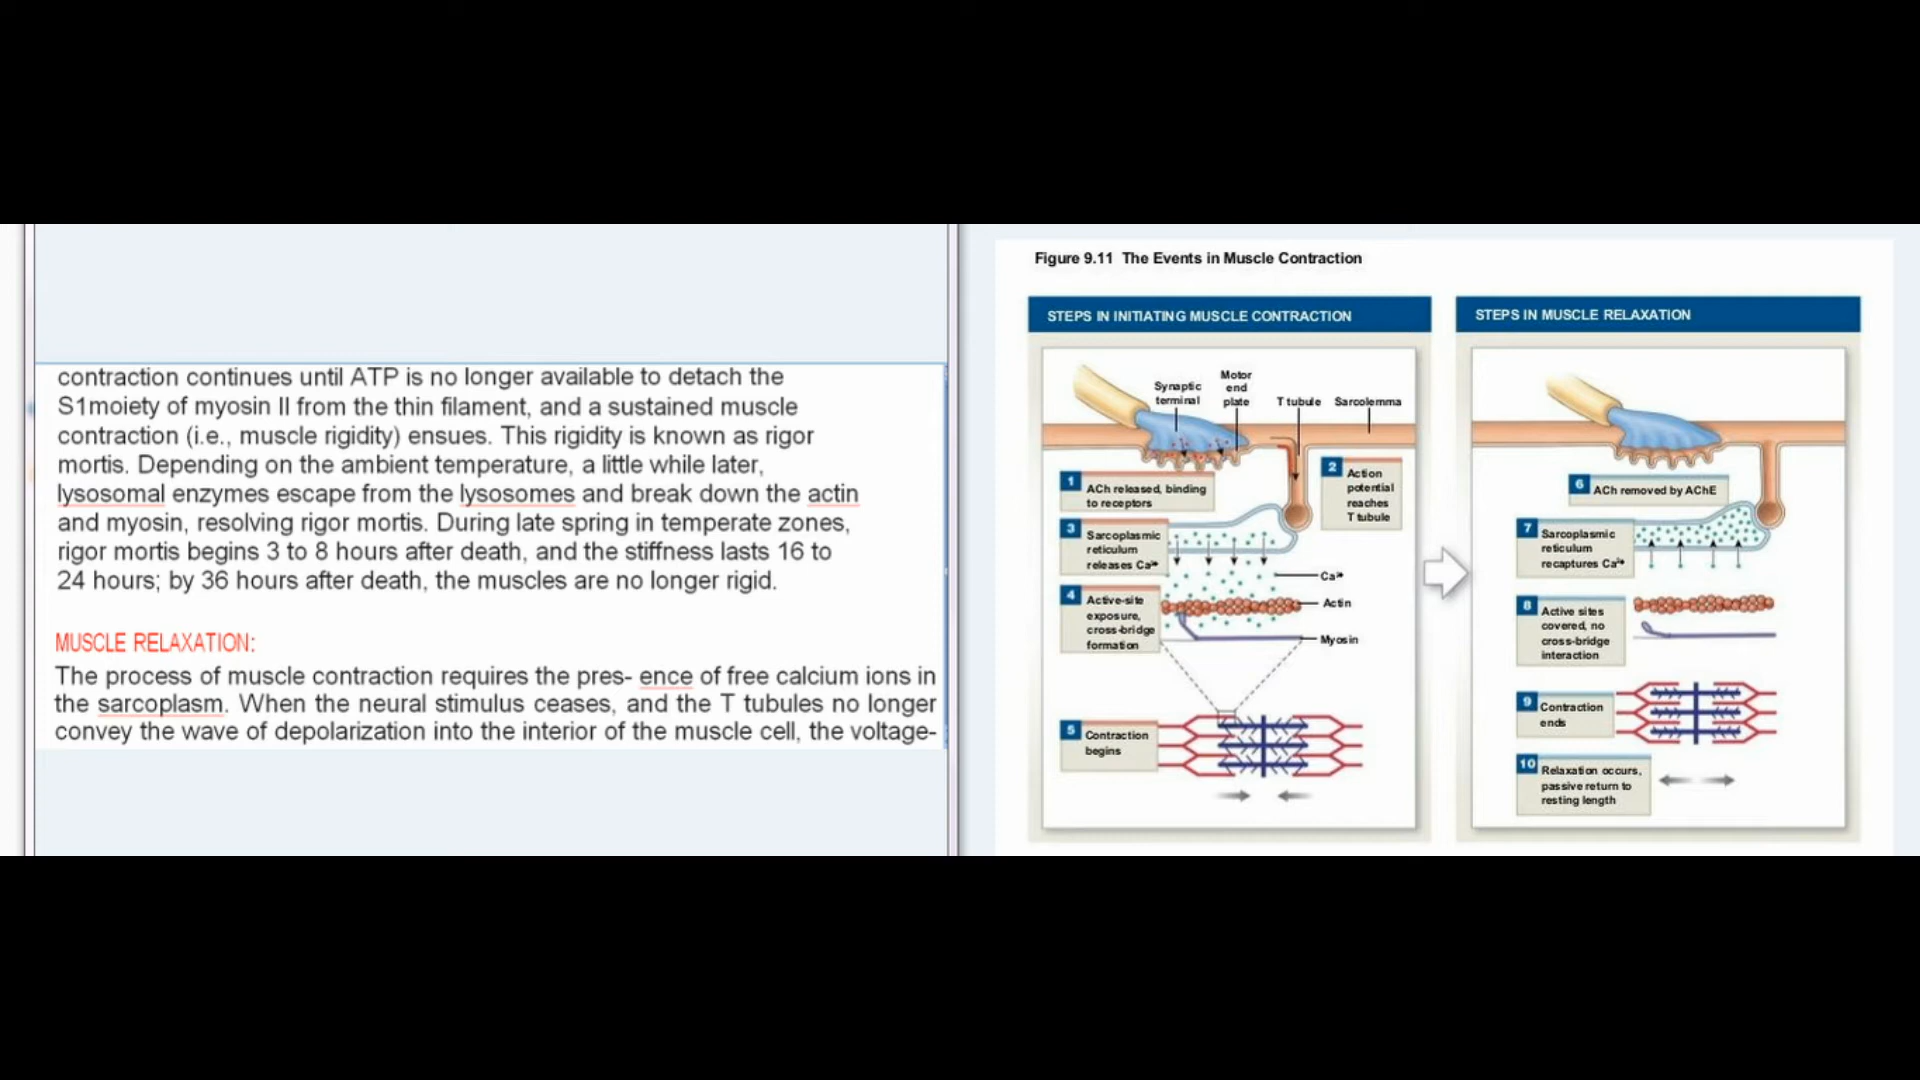 contraction continues until ATP is no longer available to detach the
S1moiety of myosin II from the thin filament, and a sustained muscle
contraction (i.e., muscle rigidity) ensues. This rigidity is known as rigor
mortis. Depending on the ambient temperature, a little while later,
lysosomal enzymes escape from the lysosomes and break down the actin
and myosin, resolving rigor mortis. During late spring in temperate zones,
rigor mortis begins 3 to 8 hours after death, and the stiffness lasts 16 to
24 hours; by 36 hours after death, the muscles are no longer rigid.
MUSCLE RELAXATION:
The process of muscle contraction requires the pres- ence of free calcium ions in
the sarcoplasm. When the neural stimulus ceases, and the T tubules no longer
convey the wave of depolarization into the interior of the muscle cell, the voltage-
Figure 9.11 The Events in Muscle Contraction
STEPS IN INITIATING MUSCLE CONTRACTION
Synaptic
terminal
Motor
end
plate
T tubule
Sarcolemma
1 ACh released, binding
to receptors
2 Action
potential
reaches
T tubule
3 Sarcoplasmic
reticulum
releases Ca²⁺
Ca²⁺
4 Active-site
exposure,
cross-bridge
formation
Actin
Myosin
5 Contraction
begins
STEPS IN MUSCLE RELAXATION
6 ACh removed by AChE
7 Sarcoplasmic
reticulum
recaptures Ca²⁺
8 Active sites
covered, no
cross-bridge
interaction
9 Contraction
ends
10 Relaxation occurs,
passive return to
resting length